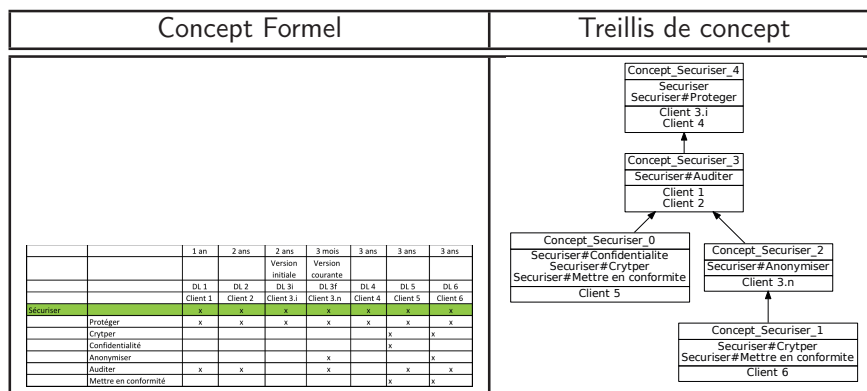 Concept Formel
Treillis de concept
1 an 2 ans 2 ans 3 mois 3 ans 3 ans 3 ans
Version initiale Version courante
DL 1 DL 2 DL 3i DL 3f DL 4 DL 5 DL 6
Client 1 Client 2 Client 3.i Client 3.n Client 4 Client 5 Client 6
Sécuriser x x x x x x x
Protéger x x x x x x x
Crytper x x
Confidentialité x
Anonymiser x x
Auditer x x x x x
Mettre en conformité x x
Concept_Securiser_4
Securiser
Securiser#Proteger
Client 3.i
Client 4
Concept_Securiser_3
Securiser#Auditer
Client 1
Client 2
Concept_Securiser_0
Securiser#Confidentialite
Securiser#Crytper
Securiser#Mettre en conformite
Client 5
Concept_Securiser_2
Securiser#Anonymiser
Client 3.n
Concept_Securiser_1
Securiser#Crytper
Securiser#Mettre en conformite
Client 6